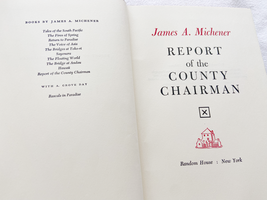 BOOKS BY JAMES A. MICHENER
Tales of the South Pacific
The Fires of Spring
Return to Paradise
The Voice of Asia
The Bridges at Toko-ri
Sayonara
The Floating World
The Bridge at Andau
Hawaii
Report of the County Chairman
WITH A. GROVE DAY
Rascals in Paradise
James A. Michener
REPORT
of the
COUNTY
CHAIRMAN
Random House : New York